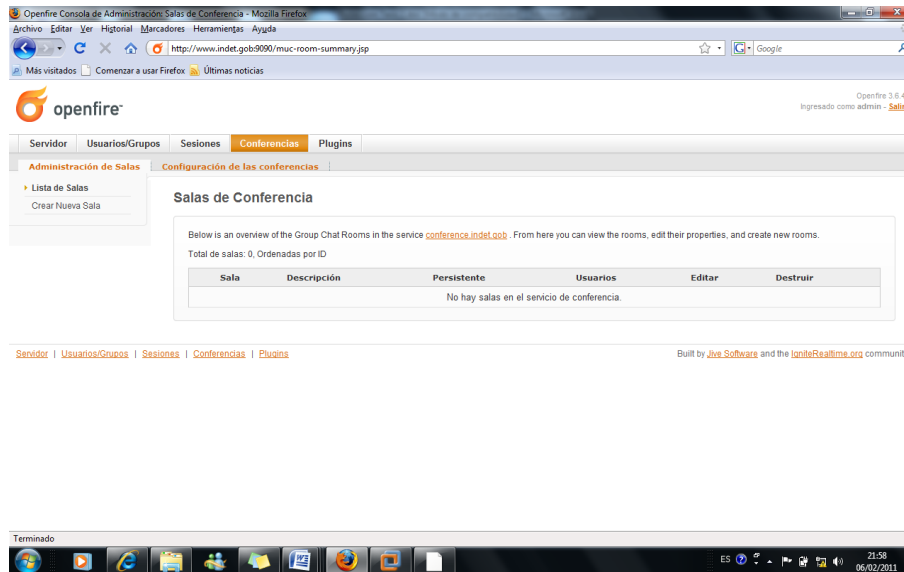 Openfire Consola de Administración: Salas de Conferencia - Mozilla Firefox
Archivo Editar Ver Historial Marcadores Herramientas Ayuda
http://www.indet.gob:9090/muc-room-summary.jsp
Google
Más visitados Comenzar a usar Firefox Últimas noticias
openfire
Openfire 3.6.4
Ingresado como admin - Salir
Servidor Usuarios/Grupos Sesiones Conferencias Plugins
Administración de Salas Configuración de las conferencias
Lista de Salas
Crear Nueva Sala
Salas de Conferencia
Below is an overview of the Group Chat Rooms in the service conference.indet.gob . From here you can view the rooms, edit their properties, and create new rooms.
Total de salas: 0, Ordenadas por ID
Sala Descripción Persistente Usuarios Editar Destruir
No hay salas en el servicio de conferencia.
Servidor | Usuarios/Grupos | Sesiones | Conferencias | Plugins
Built by Jive Software and the IgniteRealtime.org communit
Terminado
ES
21:58
06/02/2011